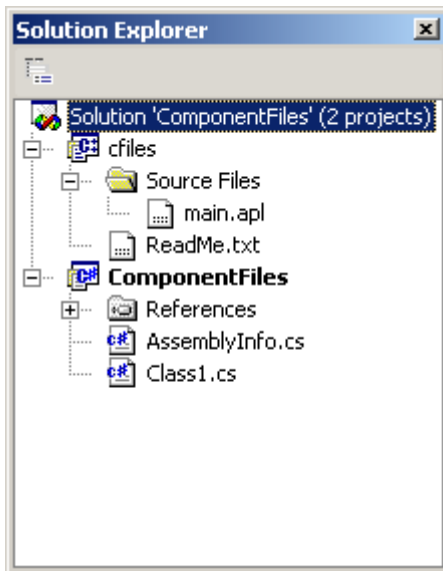 Solution Explorer
Solution 'ComponentFiles' (2 projects)
cfiles
Source Files
main.apl
ReadMe.txt
ComponentFiles
References
AssemblyInfo.cs
Class1.cs